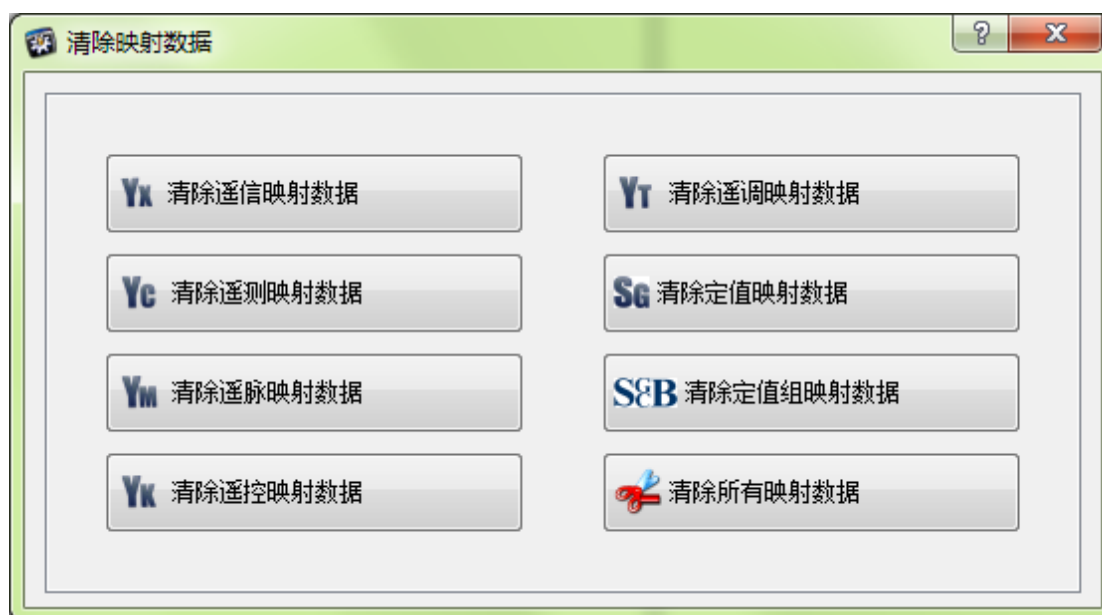 清除映射数据
Yx 清除遥信映射数据
YT 清除遥调映射数据
Yc 清除遥测映射数据
SG 清除定值映射数据
YM 清除遥脉映射数据
SGCB 清除定值组映射数据
YK 清除遥控映射数据
清除所有映射数据